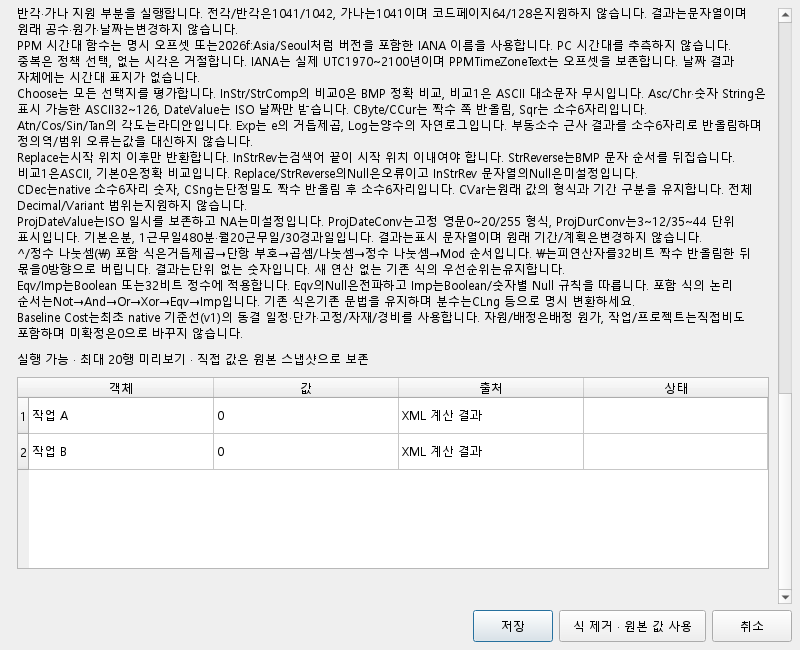 반각·가나 지원 부분을 실행합니다. 전각/반각은1041/1042, 가나는1041이며 코드페이지64/128은지원하지 않습니다. 결과는문자열이며
원래 공수·원가·날짜는변경하지 않습니다.
PPM 시간대 함수는 명시 오프셋 또는2026f:Asia/Seoul처럼 버전을 포함한 IANA 이름을 사용합니다. PC 시간대를 추측하지 않습니다.
중복은 정책 선택, 없는 시각은 거절합니다. IANA는 실제 UTC1970~2100년이며 PPMTimeZoneText는 오프셋을 보존합니다. 날짜 결과
자체에는 시간대 표지가 없습니다.
Choose는 모든 선택지를 평가합니다. InStr/StrComp의 비교0은 BMP 정확 비교, 비교1은 ASCII 대소문자 무시입니다. Asc/Chr·숫자 String은
표시 가능한 ASCII32~126, DateValue는 ISO 날짜만 받습니다. CByte/CCur는 짝수 쪽 반올림, Sqr는 소수6자리입니다.
Atn/Cos/Sin/Tan의 각도는라디안입니다. Exp는 e의 거듭제곱, Log는양수의 자연로그입니다. 부동소수 근사 결과를 소수6자리로 반올림하며
정의역/범위 오류는값을 대신하지 않습니다.
Replace는시작 위치 이후만 반환합니다. InStrRev는검색어 끝이 시작 위치 이내여야 합니다. StrReverse는BMP 문자 순서를 뒤집습니다.
비교1은ASCII, 기본0은정확 비교입니다. Replace/StrReverse의Null은오류이고 InStrRev 문자열의Null은미설정입니다.
CDec는native 소수6자리 숫자, CSng는단정밀도 짝수 반올림 후 소수6자리입니다. CVar는원래 값의 형식과 기간 구분을 유지합니다. 전체
Decimal/Variant 범위는지원하지 않습니다.
ProjDateValue는ISO 일시를 보존하고 NA는미설정입니다. ProjDateConv는고정 영문0~20/255 형식, ProjDurConv는3~12/35~44 단위
표시입니다. 기본은분, 1근무일480분·월20근무일/30경과일입니다. 결과는표시 문자열이며 원래 기간/계획은변경하지 않습니다.
^/정수 나눗셈(₩) 포함 식은거듭제곱→단항 부호→곱셈/나눗셈→정수 나눗셈→Mod 순서입니다. ₩는피연산자를32비트 짝수 반올림한 뒤
몫을0방향으로 버립니다. 결과는단위 없는 숫자입니다. 새 연산 없는 기존 식의 우선순위는유지합니다.
Eqv/Imp는Boolean 또는32비트 정수에 적용합니다. Eqv의Null은전파하고 Imp는Boolean/숫자별 Null 규칙을 따릅니다. 포함 식의 논리
순서는Not→And→Or→Xor→Eqv→Imp입니다. 기존 식은기존 문법을 유지하며 분수는CLng 등으로 명시 변환하세요.
Baseline Cost는최초 native 기준선(v1)의 동결 일정·단가·고정/자재/경비를 사용합니다. 자원/배정은배정 원가, 작업/프로젝트는직접비도
포함하며 미확정은0으로 바꾸지 않습니다.
실행 가능 · 최대 20행 미리보기 · 직접 값은 원본 스냅샷으로 보존
객체 값 출처 상태
1 작업 A 0 XML 계산 결과
2 작업 B 0 XML 계산 결과
저장 식 제거 · 원본 값 사용 취소